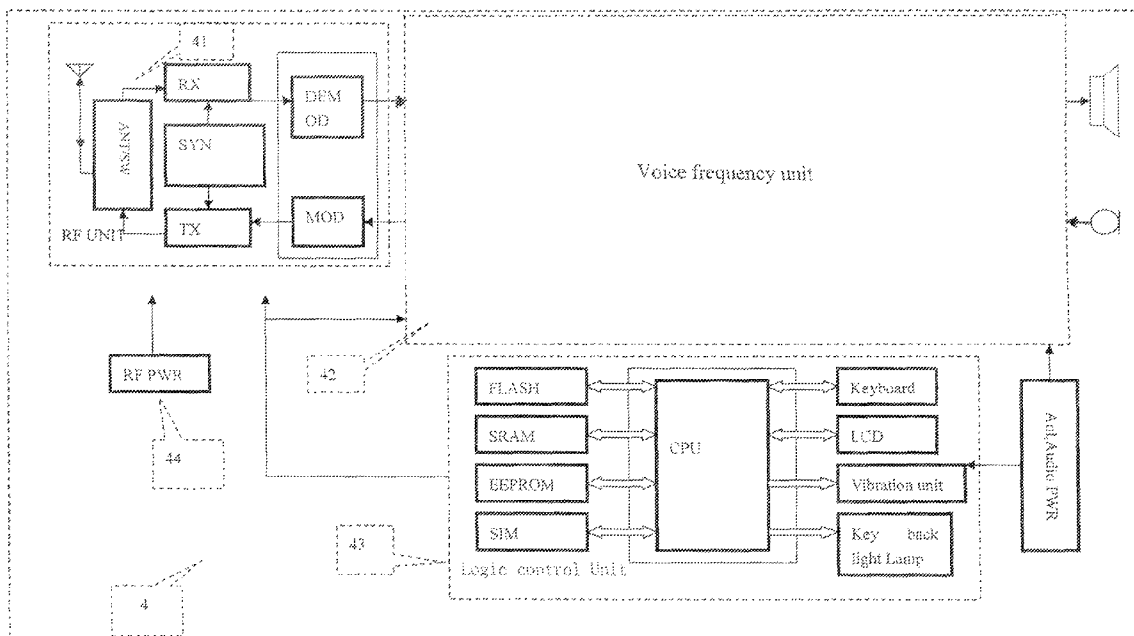 41
RX
DEM
OD
ANT/SW
SYN
TX
MOD
RF UNIT
Voice frequency unit
42
RF PWR
44
FLASH
SRAM
EEPROM
SIM
CPU
Keyboard
LCD
Vibration unit
Key back
light Lamp
43
Logic control Unit
4
Audio PWR